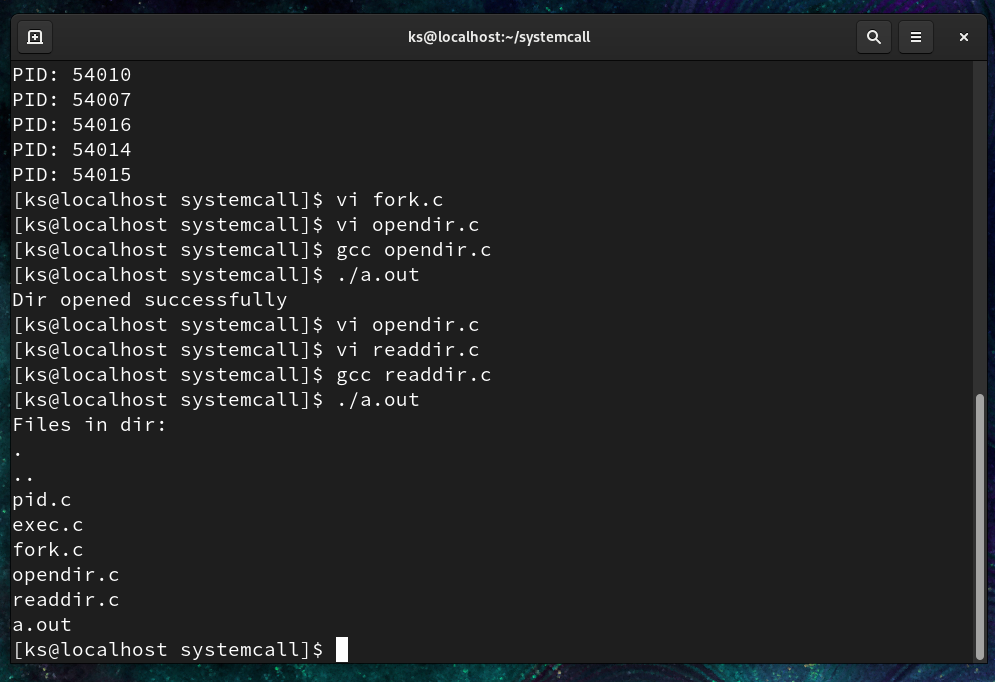 ks@localhost:~/systemcall
PID: 54010
PID: 54007
PID: 54016
PID: 54014
PID: 54015
[ks@localhost systemcall]$ vi fork.c
[ks@localhost systemcall]$ vi opendir.c
[ks@localhost systemcall]$ gcc opendir.c
[ks@localhost systemcall]$ ./a.out
Dir opened successfully
[ks@localhost systemcall]$ vi opendir.c
[ks@localhost systemcall]$ vi readdir.c
[ks@localhost systemcall]$ gcc readdir.c
[ks@localhost systemcall]$ ./a.out
Files in dir:
.
..
pid.c
exec.c
fork.c
opendir.c
readdir.c
a.out
[ks@localhost systemcall]$